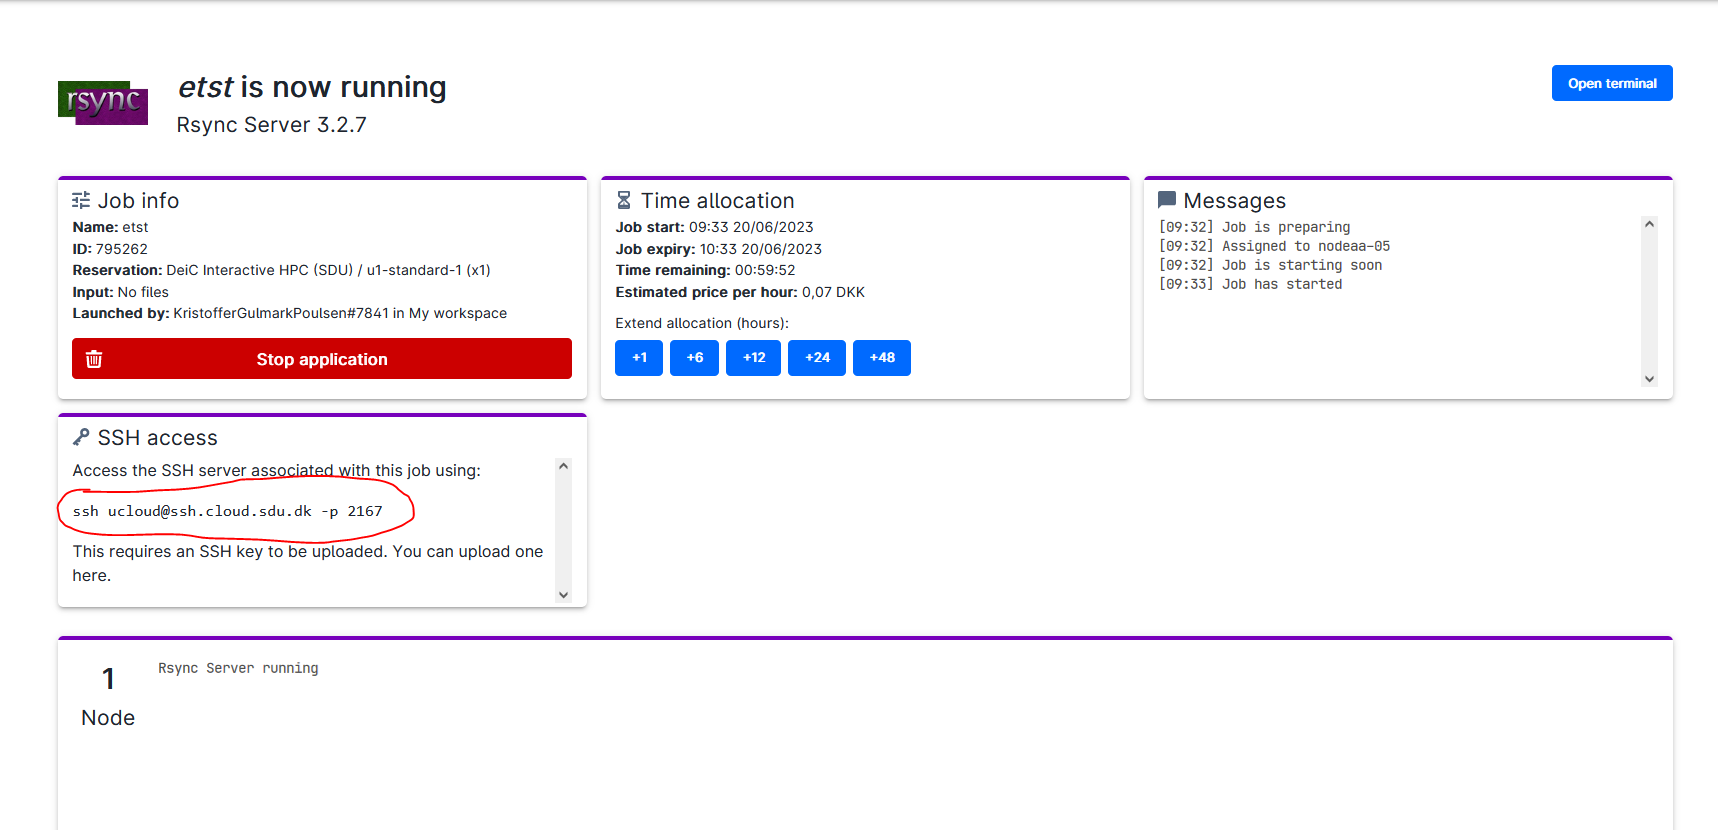 rsync
etst is now running
Rsync Server 3.2.7
Open terminal
Job info
Name: etst
ID: 795262
Reservation: DeiC Interactive HPC (SDU) / u1-standard-1 (x1)
Input: No files
Launched by: KristofferGulmarkPoulsen#7841 in My workspace
Stop application
Time allocation
Job start: 09:33 20/06/2023
Job expiry: 10:33 20/06/2023
Time remaining: 00:59:52
Estimated price per hour: 0,07 DKK
Extend allocation (hours):
+1 +6 +12 +24 +48
Messages
[09:32] Job is preparing
[09:32] Assigned to nodeaa-05
[09:32] Job is starting soon
[09:33] Job has started
SSH access
Access the SSH server associated with this job using:
ssh ucloud@ssh.cloud.sdu.dk -p 2167
This requires an SSH key to be uploaded. You can upload one
here.
1
Node
Rsync Server running